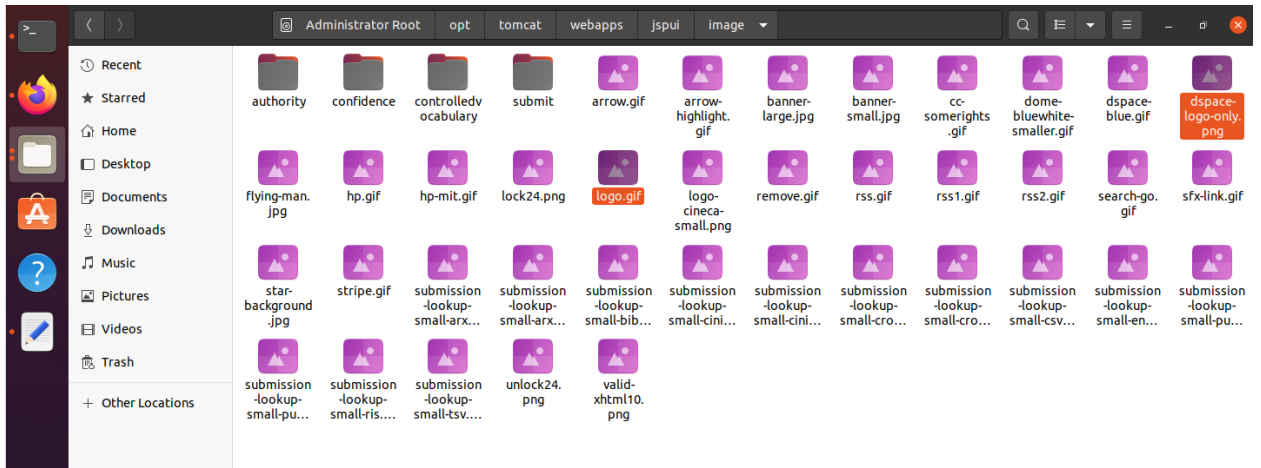 Administrator Root opt tomcat webapps jspui image
Recent
Starred
Home
Desktop
Documents
Downloads
Music
Pictures
Videos
Trash
+ Other Locations
authority
confidence
controlledv
ocabulary
submit
arrow.gif
arrow-
highlight.
gif
banner-
large.jpg
banner-
small.jpg
cc-
somerights
.gif
dome-
bluewhite-
smaller.gif
dspace-
blue.gif
dspace-
logo-only.
png
flying-man.
jpg
hp.gif
hp-mit.gif
lock24.png
logo.gif
logo-
cineca-
small.png
remove.gif
rss.gif
rss1.gif
rss2.gif
search-go.
gif
sfx-link.gif
star-
background
.jpg
stripe.gif
submission
-lookup-
small-arx...
submission
-lookup-
small-arx...
submission
-lookup-
small-bib...
submission
-lookup-
small-cini...
submission
-lookup-
small-cini...
submission
-lookup-
small-cro...
submission
-lookup-
small-cro...
submission
-lookup-
small-csv...
submission
-lookup-
small-en...
submission
-lookup-
small-pu...
submission
-lookup-
small-pu...
submission
-lookup-
small-ris....
submission
-lookup-
small-tsv....
unlock24.
png
valid-
xhtml10.
png